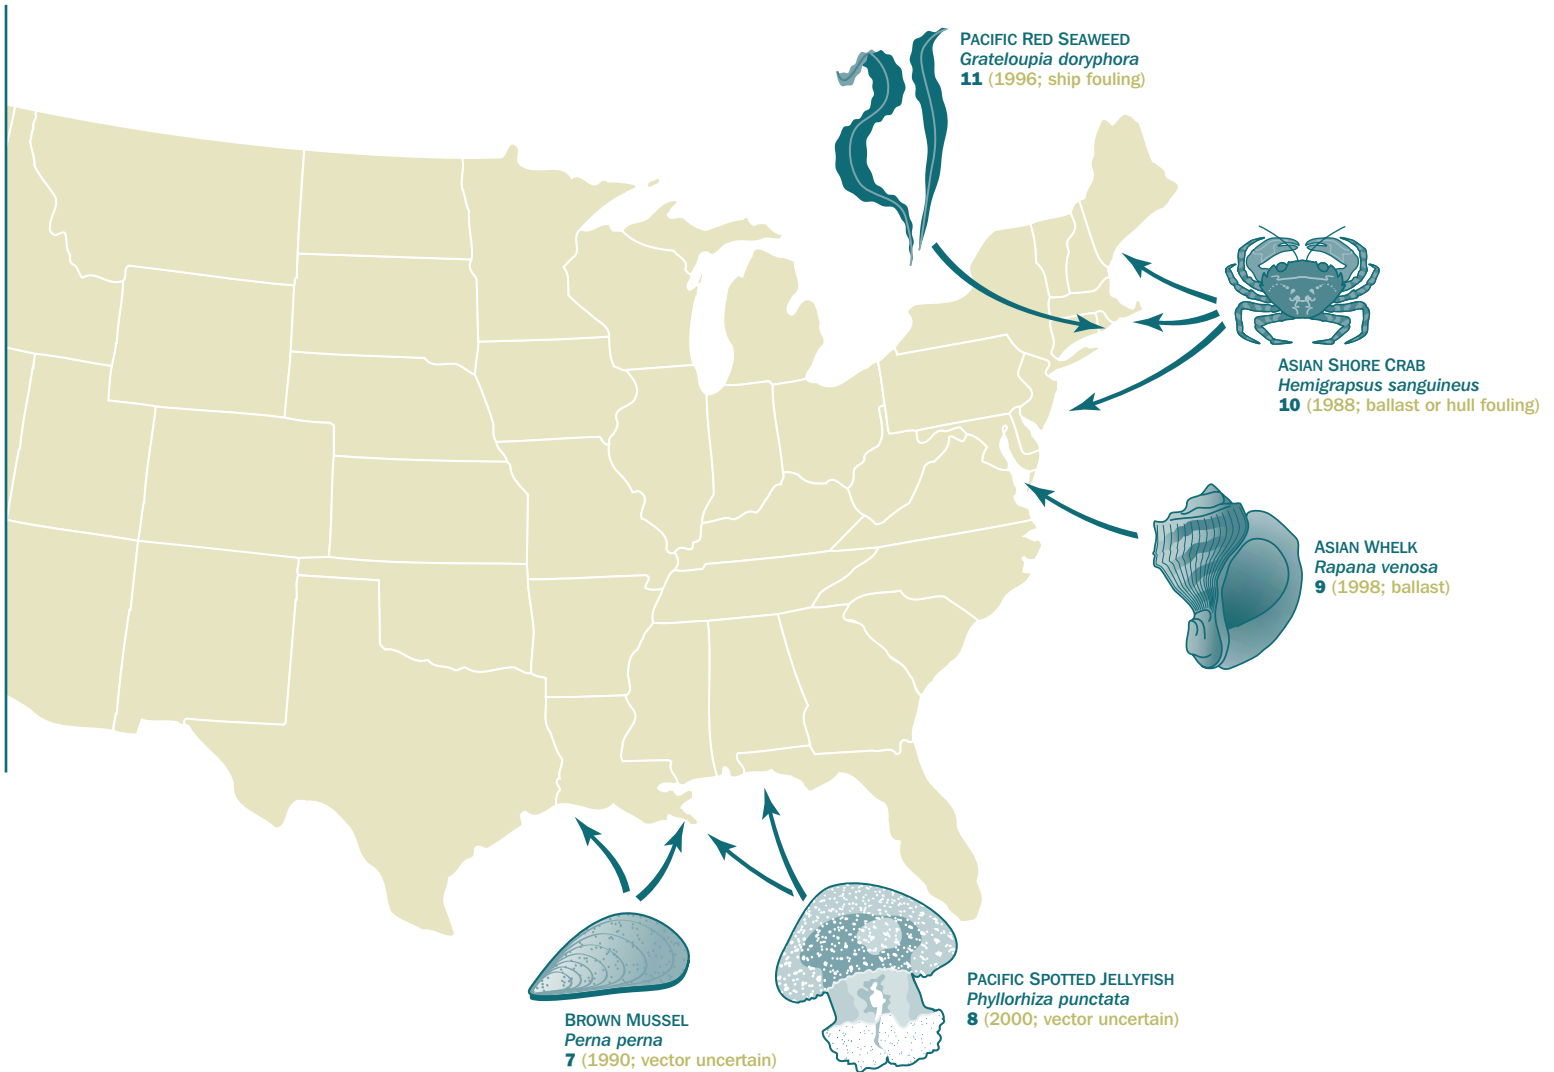 PACIFIC RED SEAWEED
Grateloupia doryphora
11 (1996; ship fouling)
ASIAN SHORE CRAB
Hemigrapsus sanguineus
10 (1988; ballast or hull fouling)
ASIAN WHELK
Rapana venosa
9 (1998; ballast)
PACIFIC SPOTTED JELLYFISH
Phyllorhiza punctata
8 (2000; vector uncertain)
BROWN MUSSEL
Perna perna
7 (1990; vector uncertain)